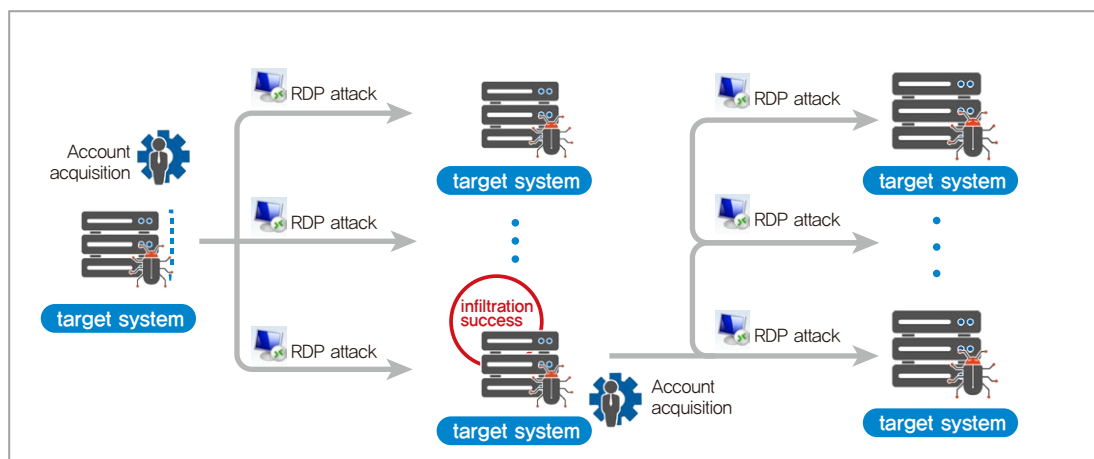 RDP attack
RDP attack
Account
acquisition
target system
target system
RDP attack
RDP attack
target system
infiltration
success
RDP attack
RDP attack
Account
acquisition
target system
target system